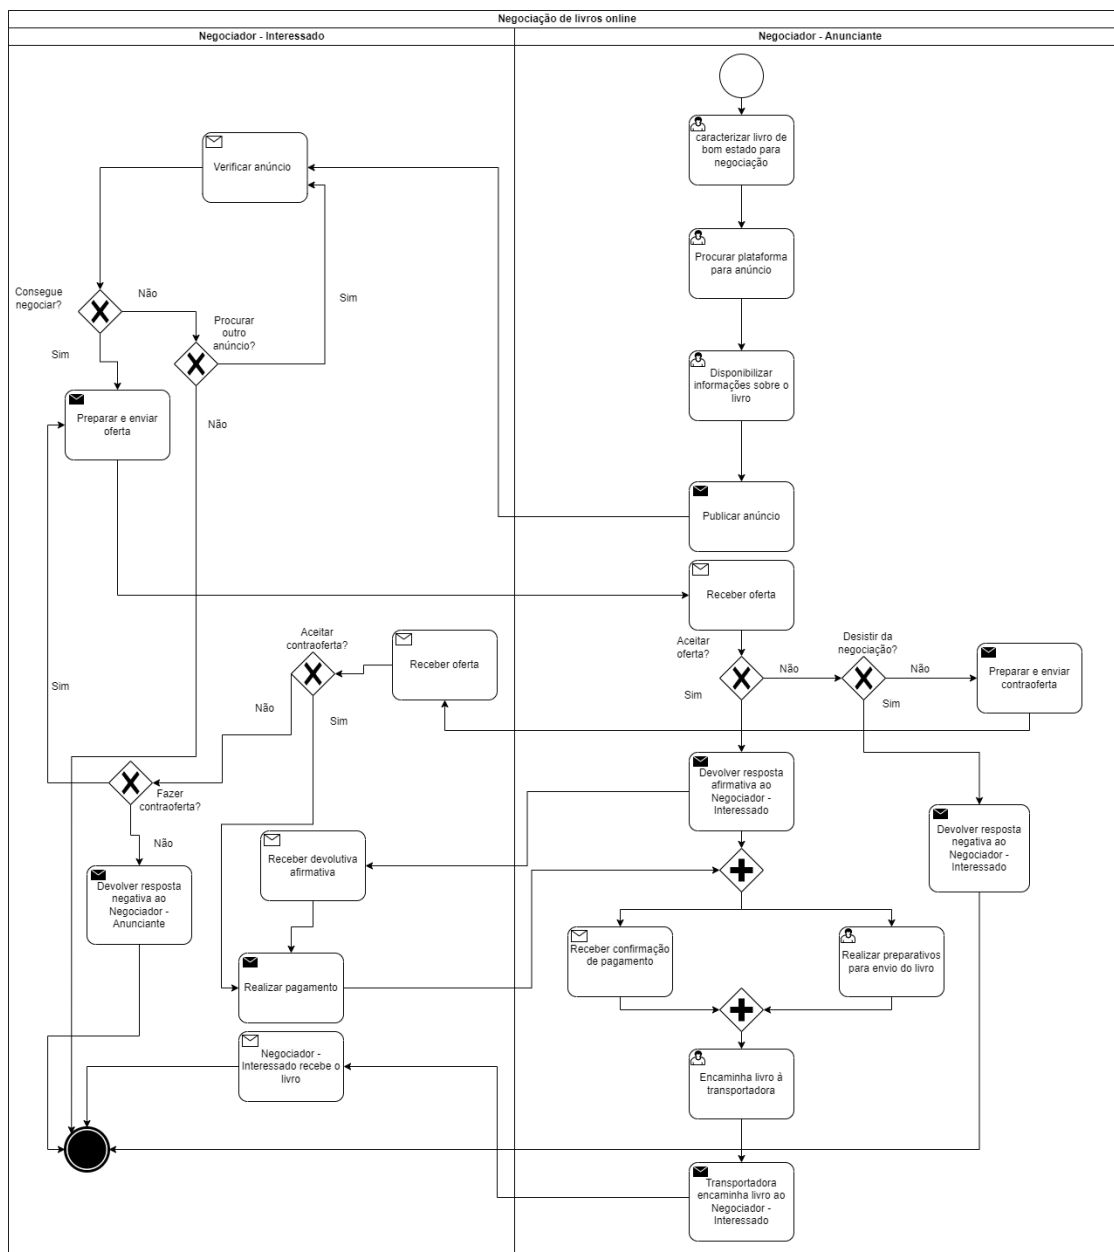 Negociação de livros online
Negociador - Interessado
Negociador - Anunciante
caracterizar livro de
bom estado para
negociação
Verificar anúncio
Procurar plataforma
para anúncio
Consegue
negociar?
Não
Sim
Procurar
outro
anúncio?
Sim
Não
Disponibilizar
informações sobre o
livro
Preparar e enviar
oferta
Publicar anúncio
Receber oferta
Aceitar
contraoferta?
Receber oferta
Aceitar
oferta?
Não
Desistir da
negociação?
Não
Preparar e enviar
contraoferta
Sim
Não
Sim
Sim
Sim
Fazer
contraoferta?
Não
Devolver resposta
afirmativa ao
Negociador -
Interessado
Devolver resposta
negativa ao
Negociador -
Interessado
Receber devolutiva
afirmativa
Devolver resposta
negativa ao
Negociador -
Anunciante
Receber confirmação
de pagamento
Realizar preparativos
para envio do livro
Realizar pagamento
Negociador -
Interessado recebe o
livro
Encaminha livro á
transportadora
Transportadora
encaminha livro ao
Negociador -
Interessado